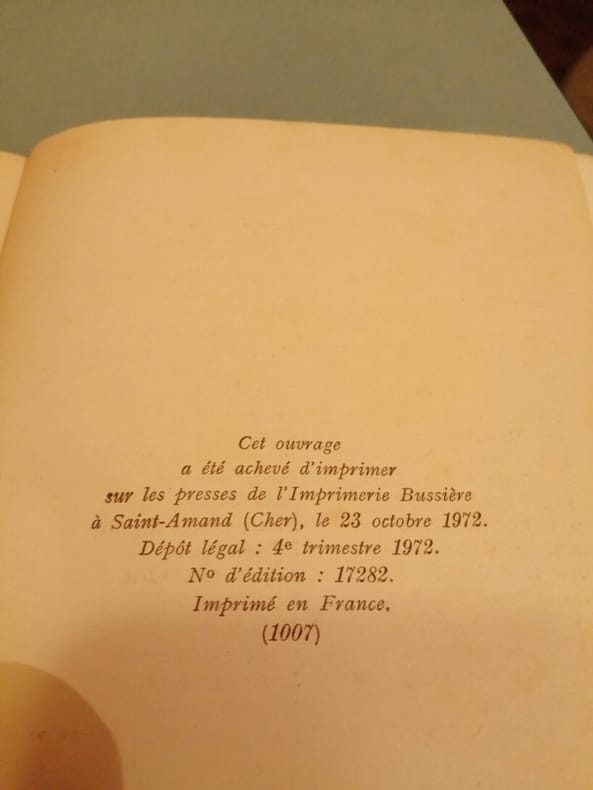 Cet ouvrage
a été achevé d'imprimer
sur les presses de l'Imprimerie Bussière
à Saint-Amand (Cher), le 23 octobre 1972.
Dépôt légal : 4e trimestre 1972.
No d'édition : 17282.
Imprimé en France.
(1007)